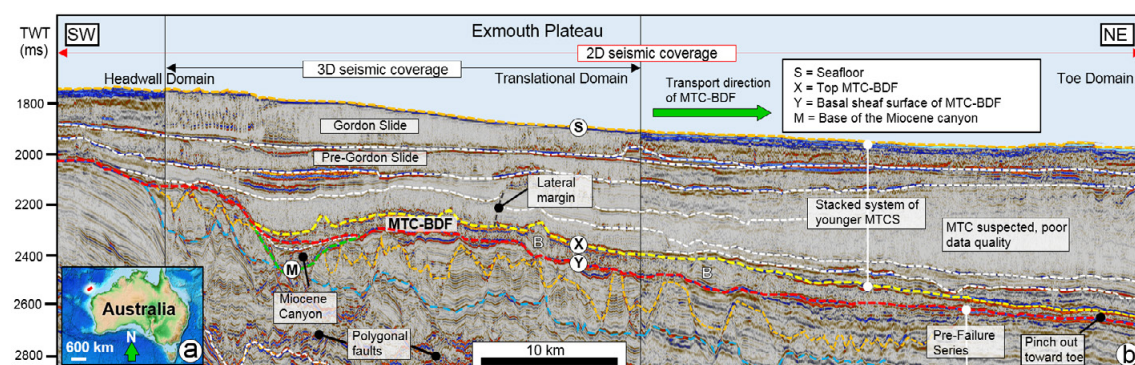 TWT
(ms)
SW
Exmouth Plateau
NE
2D seismic coverage
3D seismic coverage
Headwall Domain
Translational Domain
Toe Domain
Transport direction
of MTC-BDF
S = Seafloor
X = Top MTC-BDF
Y = Basal sheaf surface of MTC-BDF
M = Base of the Miocene canyon
1800
2000
2200
2400
2600
2800
Gordon Slide
S
Pre-Gordon Slide
Lateral
margin
Stacked system of
younger MTCS
MTC suspected, poor
data quality
MTC-BDF
X
Y
B
B
M
Miocene
Canyon
Polygonal
faults
Pre-Failure
Series
Pinch out
toward toe
10 km
Australia
N
600 km
a
b